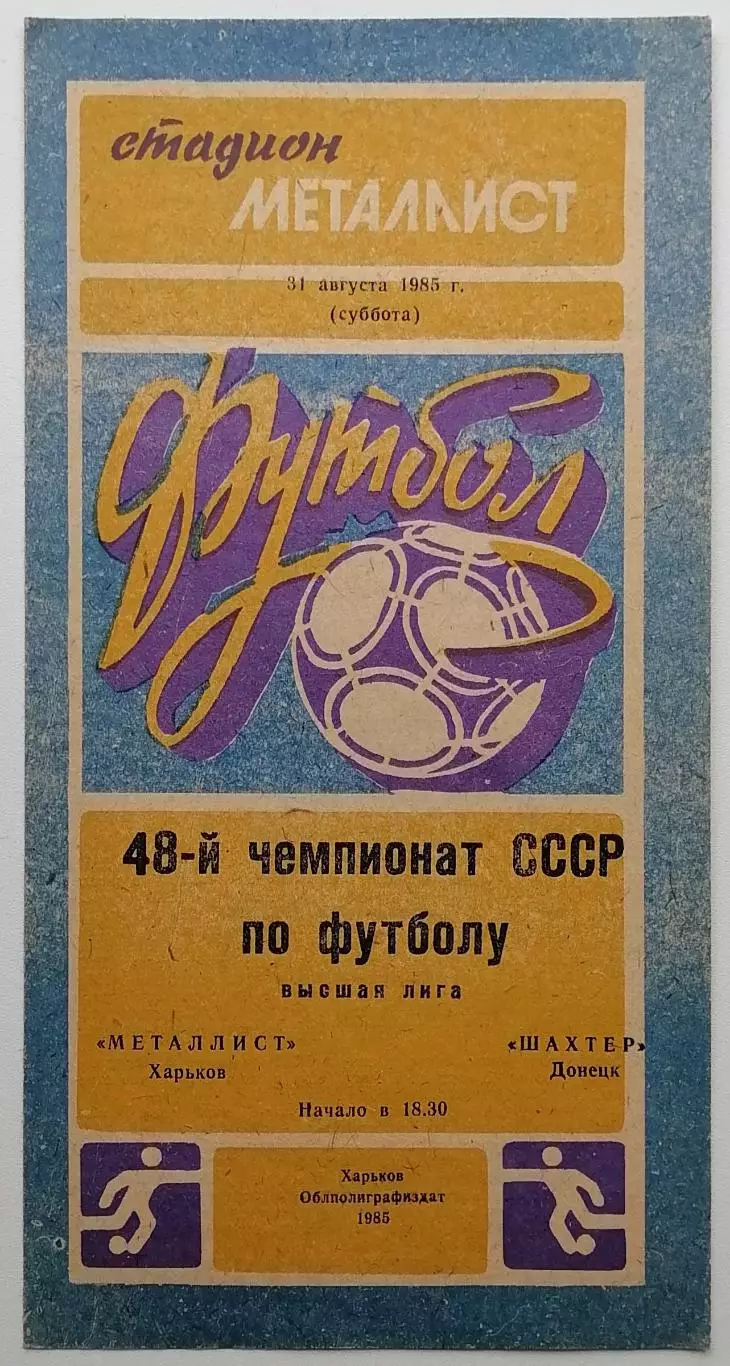 стадион
МЕТАЛЛИСТ
31 августа 1985 г.
(суббота)
Футбол
48-й чемпионат СССР
по футболу
высшая лига
«МЕТАЛЛИСТ» «ШАХТЕР»
Харьков Донецк
Начало в 18.30
Харьков
Облполиграфиздат
1985